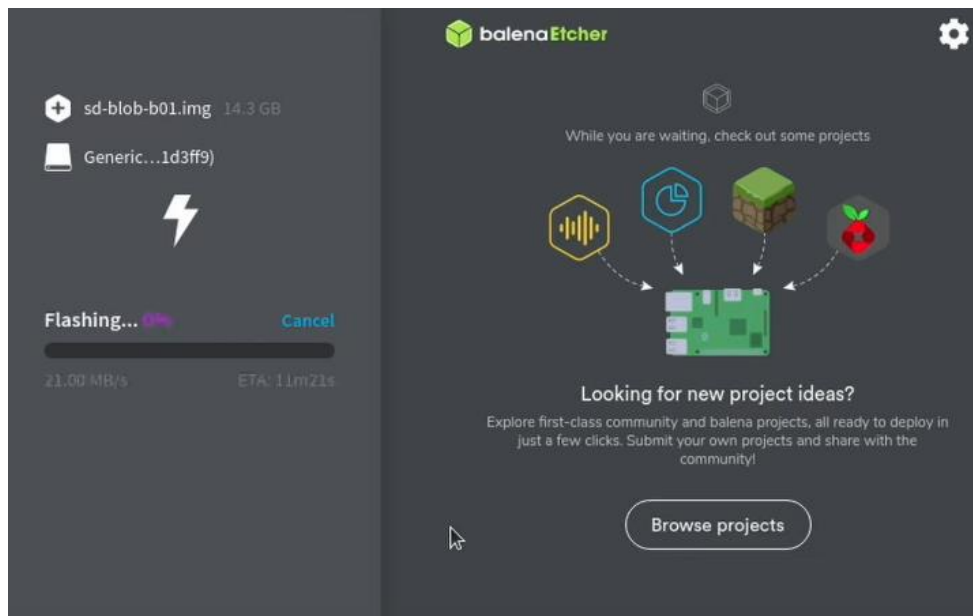 balenaEtcher
sd-blob-b01.img 14.3 GB
Generic...1d3ff9)
Flashing... 0% Cancel
21.00 MB/s ETA: 11m21s
While you are waiting, check out some projects
Looking for new project ideas?
Explore first-class community and balena projects, all ready to deploy in
just a few clicks. Submit your own projects and share with the
community!
Browse projects